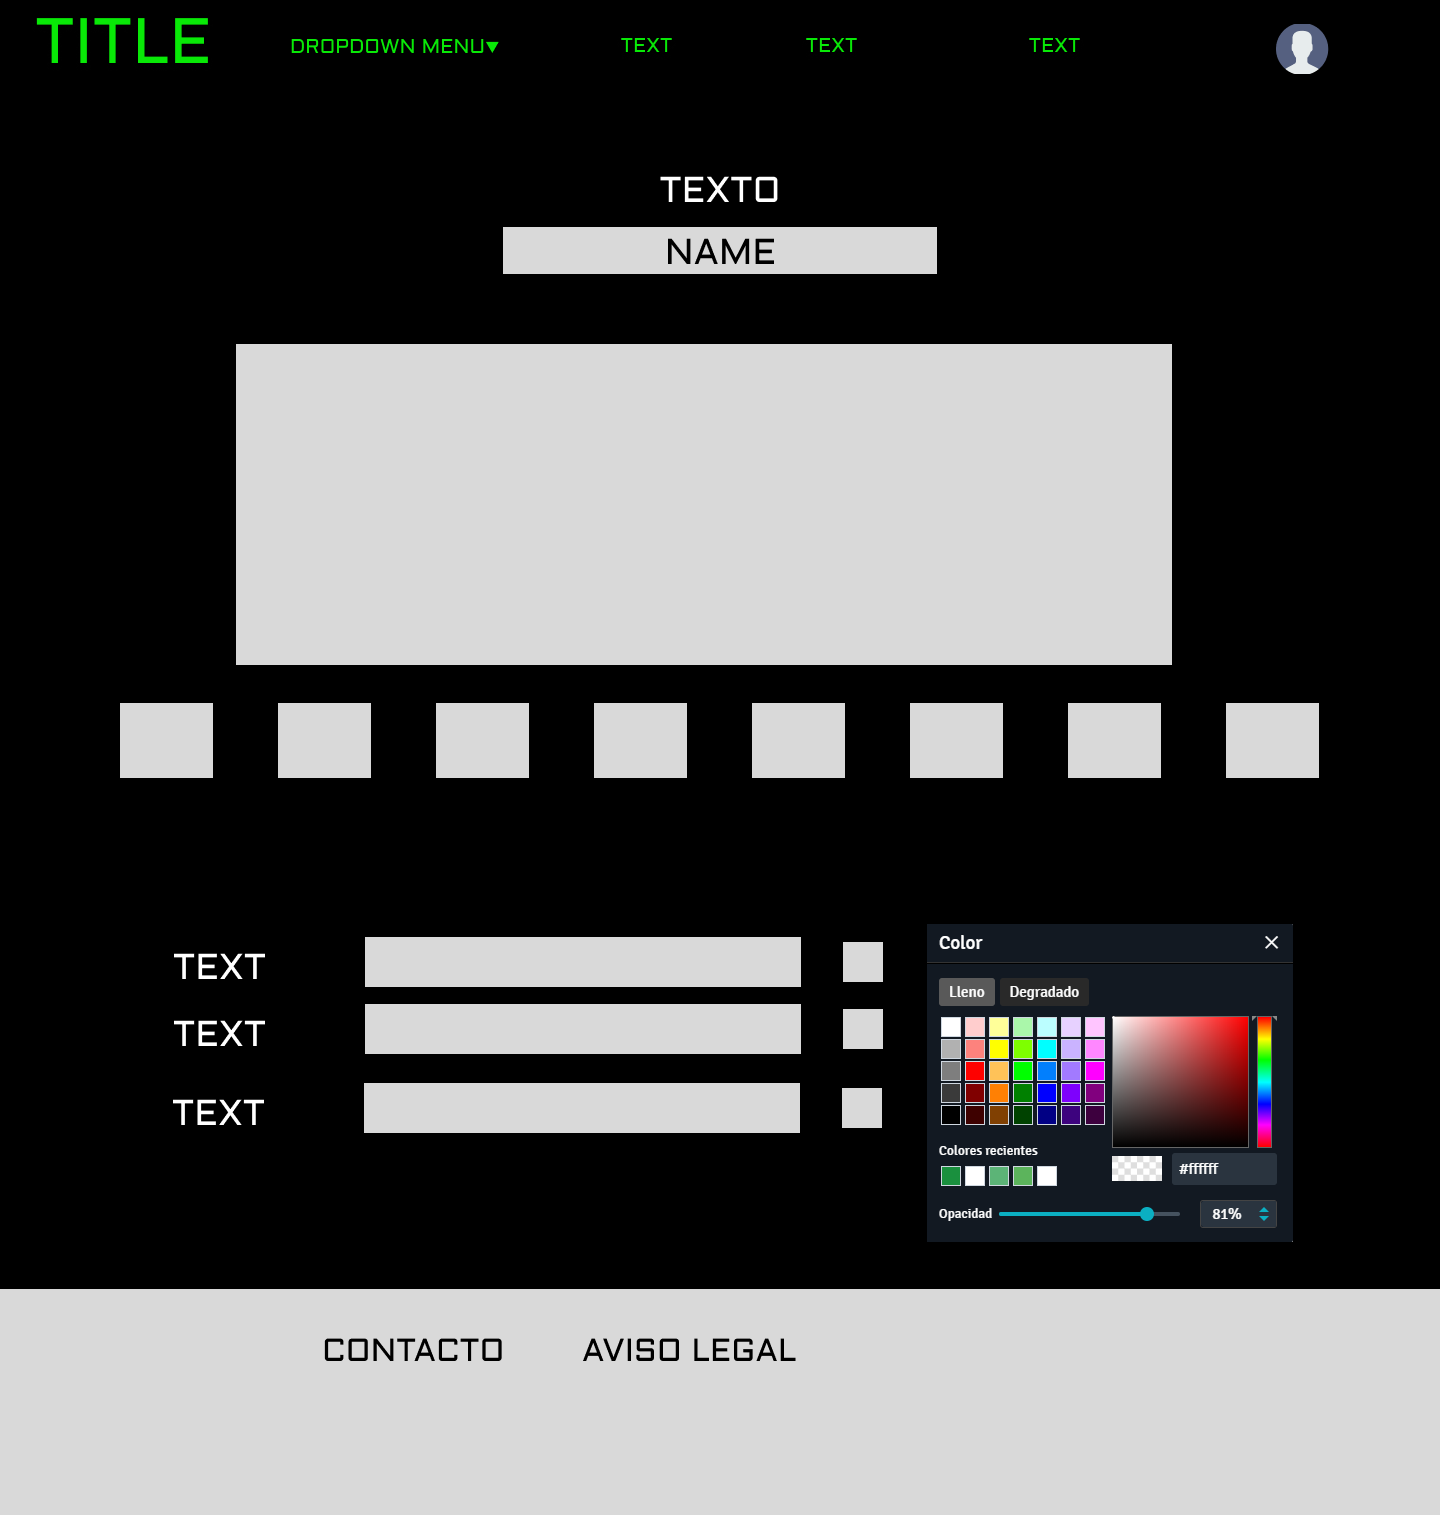 TITLE
DROPDOWN MENU▼
TEXT
TEXT
TEXT
TEXTO
NAME
TEXT
TEXT
TEXT
Color
Lleno
Degradado
Colores recientes
#ffffff
Opacidad
81%
CONTACTO
AVISO LEGAL